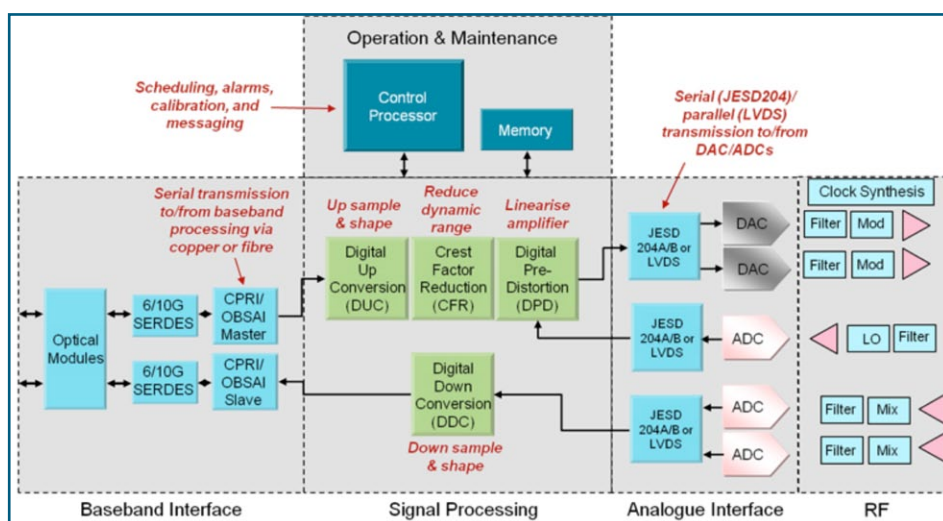 Operation & Maintenance
Scheduling, alarms,
calibration, and
messaging
Control
Processor
Memory
Serial (JESD204)/
parallel (LVDS)
transmission to/from
DAC/ADCs
Serial transmission
to/from baseband
processing via
copper or fibre
Up sample
& shape
Reduce
dynamic
range
Linearise
amplifier
Clock Synthesis
Optical
Modules
6/10G
SERDES
CPRI/
OBSAI
Master
Digital
Up
Conversion
(DUC)
Crest
Factor
Reduction
(CFR)
Digital
Pre-
Distortion
(DPD)
JESD
204A/B or
LVDS
DAC
DAC
Filter
Mod
Filter
Mod
JESD
204A/B or
LVDS
ADC
LO
Filter
6/10G
SERDES
CPRI/
OBSAI
Slave
Digital
Down
Conversion
(DDC)
Down sample
& shape
JESD
204A/B or
LVDS
ADC
ADC
Filter
Mix
Filter
Mix
Baseband Interface
Signal Processing
Analogue Interface
RF